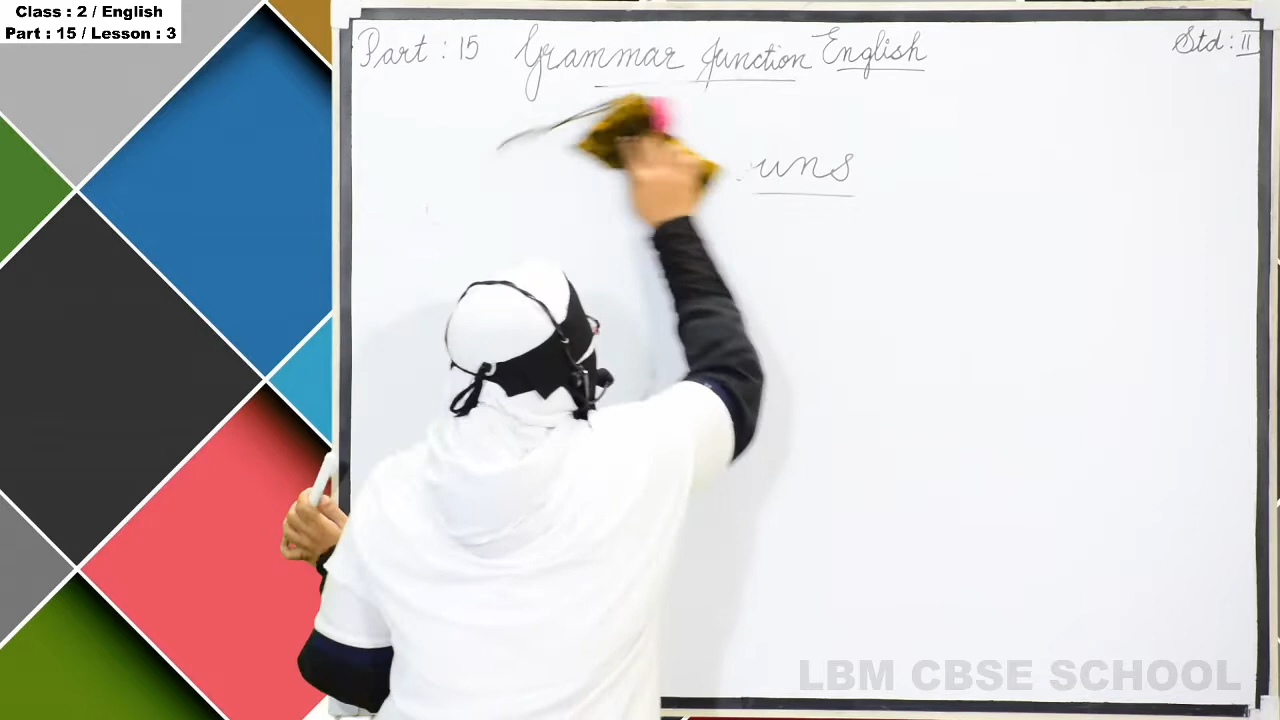 Class : 2 / English
Part : 15 / Lesson : 3
Part : 15 Grammar Junction English Std : II
uns
LBM CBSE SCHOOL